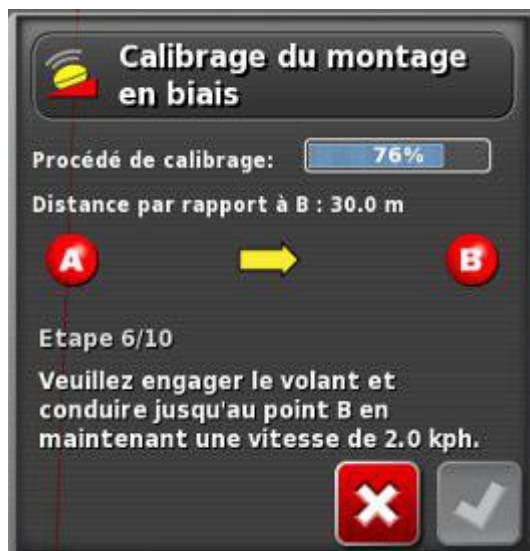 Calibrage du montage
en biais
Procédé de calibrage: 76%
Distance par rapport à B : 30.0 m
A B
Etape 6/10
Veuillez engager le volant et
conduire jusqu'au point B en
maintenant une vitesse de 2.0 kph.